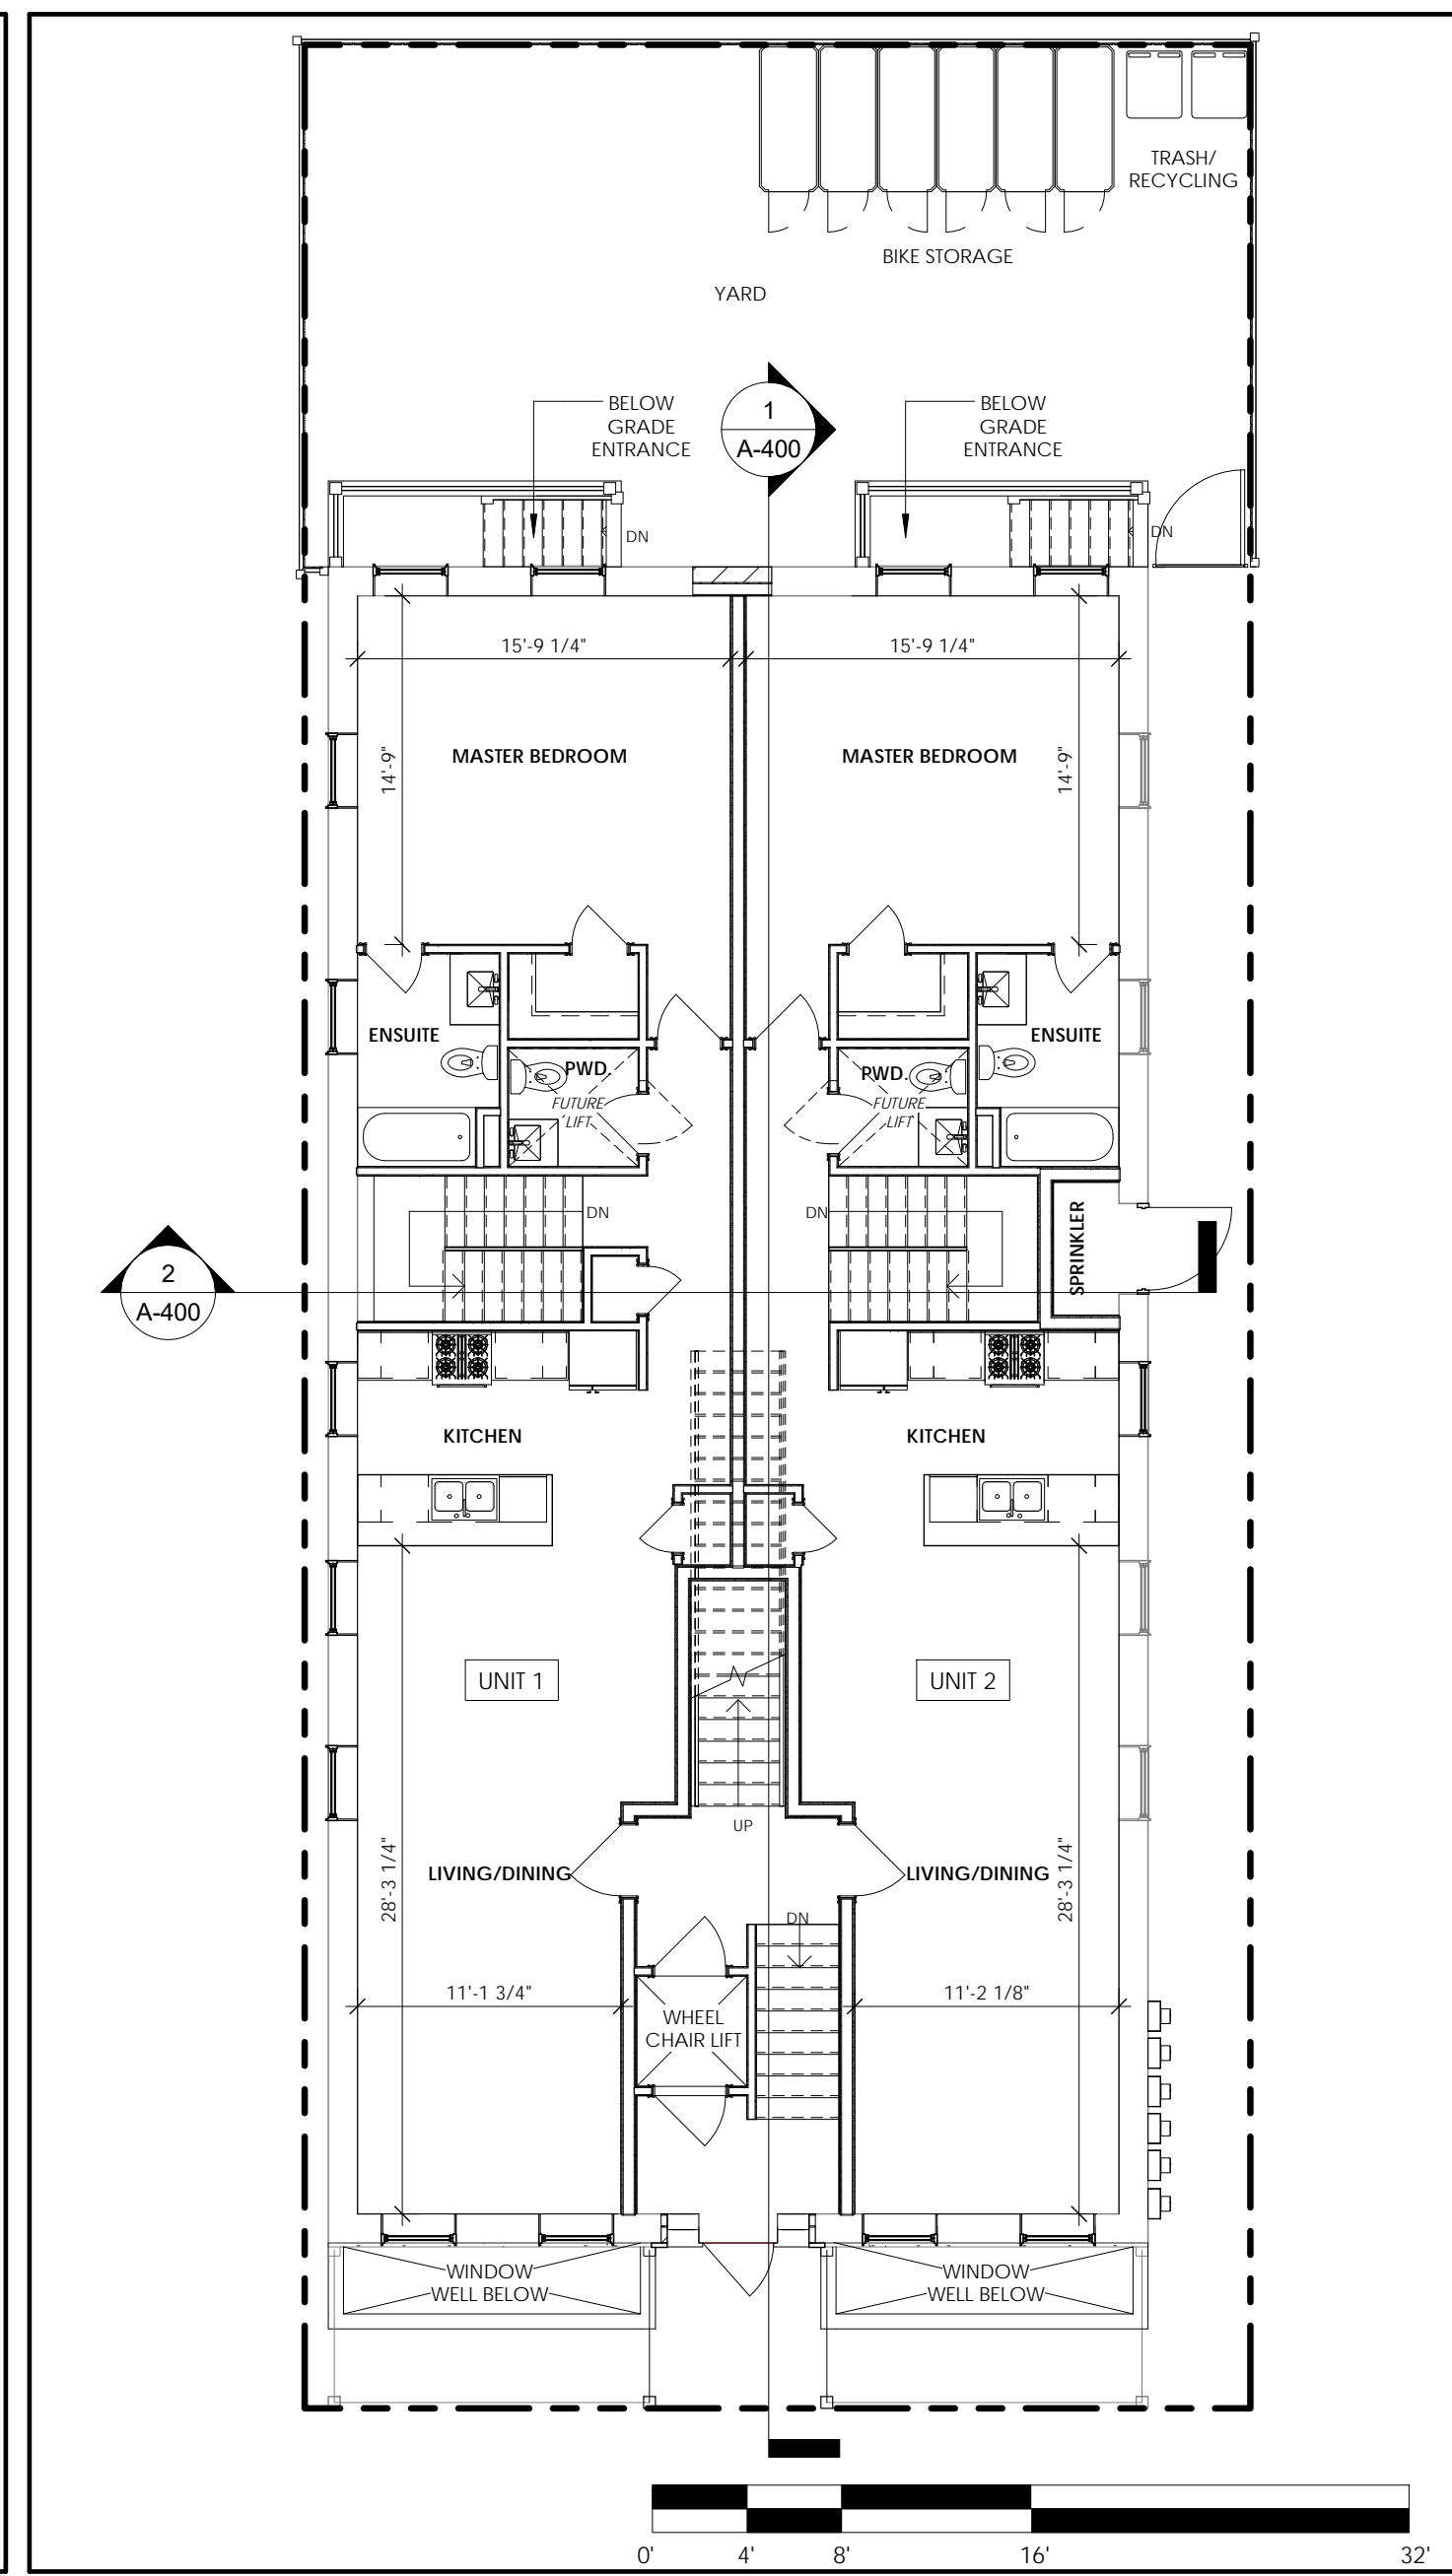 TRASH/
RECYCLING
BIKE STORAGE
YARD
BELOW
GRADE
ENTRANCE
1
A-400
BELOW
GRADE
ENTRANCE
DN
DN
15'-9 1/4"
15'-9 1/4"
MASTER BEDROOM
MASTER BEDROOM
14'-9"
14'-9"
ENSUITE
ENSUITE
PWD.
FUTURE
LIFT
PWD.
FUTURE
LIFT
DN
DN
SPRINKLER
2
A-400
KITCHEN
KITCHEN
UNIT 1
UNIT 2
UP
LIVING/DINING
LIVING/DINING
28'-3 1/4"
28'-3 1/4"
DN
11'-1 3/4"
11'-2 1/8"
WHEEL
CHAIR LIFT
WINDOW
WELL BELOW
WINDOW
WELL BELOW
0' 4' 8' 16' 32'